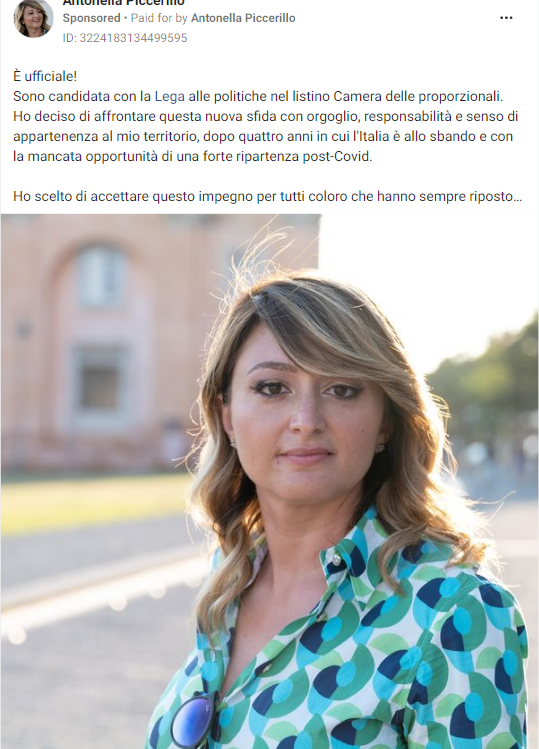 Antonella Piccerillo
Sponsored • Paid for by Antonella Piccerillo
ID: 3224183134499595
È ufficiale!
Sono candidata con la Lega alle politiche nel listino Camera delle proporzionali.
Ho deciso di affrontare questa nuova sfida con orgoglio, responsabilità e senso di
appartenenza al mio territorio, dopo quattro anni in cui l'Italia è allo sbando e con
la mancata opportunità di una forte ripartenza post-Covid.
Ho scelto di accettare questo impegno per tutti coloro che hanno sempre riposto...